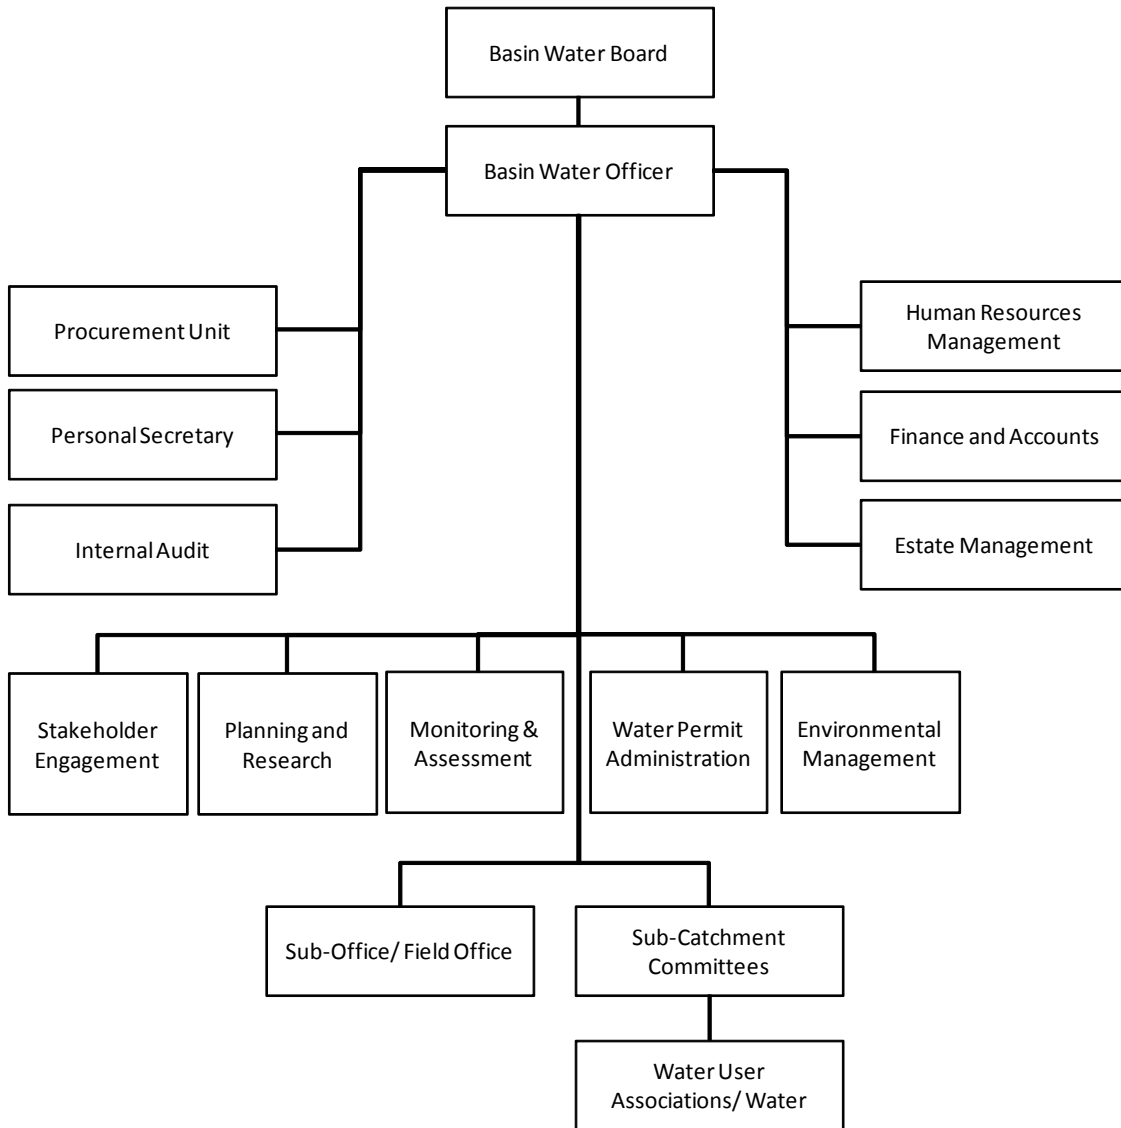 Basin Water Board
Basin Water Officer
Procurement Unit
Personal Secretary
Internal Audit
Human Resources
Management
Finance and Accounts
Estate Management
Stakeholder
Engagement
Planning and
Research
Monitoring &
Assessment
Water Permit
Administration
Environmental
Management
Sub-Office/ Field Office
Sub-Catchment
Committees
Water User
Associations/ Water